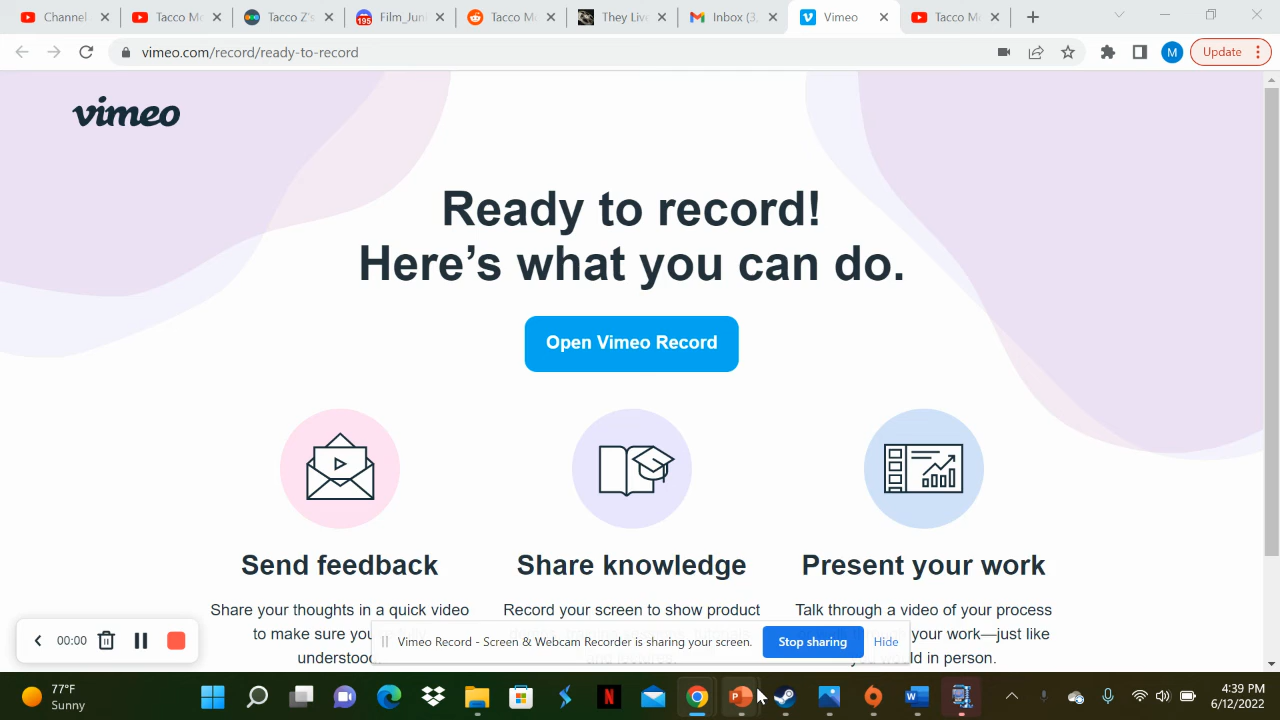 Channel
Tacco Mo
Tacco Z
Film_Jun
195
Tacco M
They Live
Inbox (3
Vimeo
Tacco M
vimeo.com/record/ready-to-record
M
Update
vimeo
Ready to record!
Here’s what you can do.
Open Vimeo Record
Send feedback
Share knowledge
Present your work
Share your thoughts in a quick video
to make sure you
understood.
Record your screen to show product
Talk through a video of your process
your work—just like
in person.
00:00
Vimeo Record - Screen & Webcam Recorder is sharing your screen.
Stop sharing
Hide
77°F
Sunny
4:39 PM
6/12/2022